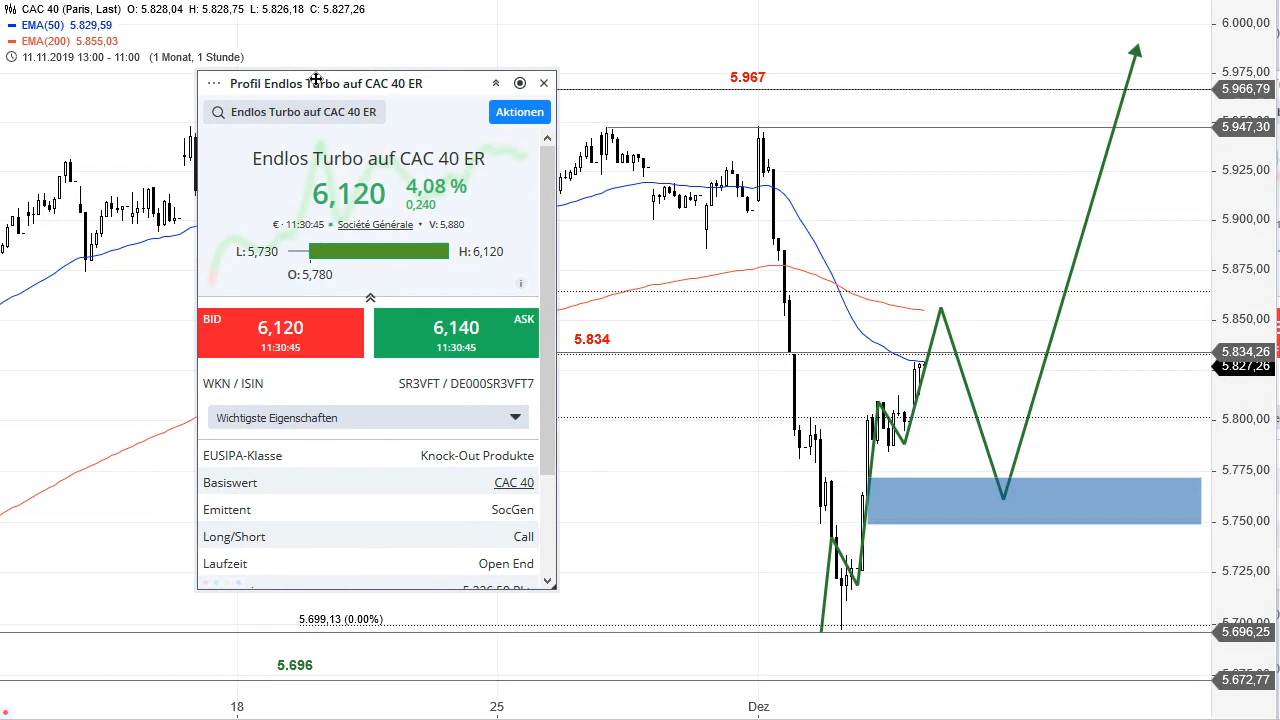 CAC 40 (Paris, Last) O: 5.828,04 H: 5.828,75 L: 5.826,18 C: 5.827,26
EMA(50) 5.829,59
EMA(200) 5.855,03
11.11.2019 13:00 - 11:00 (1 Monat, 1 Stunde)
Profil Endlos Turbo auf CAC 40 ER
Endlos Turbo auf CAC 40 ER
Aktionen
Endlos Turbo auf CAC 40 ER
6,120
4,08 %
0,240
€ · 11:30:45 • Société Générale • V: 5,880
L: 5,730
H: 6,120
O: 5,780
BID
6,120
11:30:45
ASK
6,140
11:30:45
WKN / ISIN
SR3VFT / DE000SR3VFT7
Wichtigste Eigenschaften
EUSIPA-Klasse
Knock-Out Produkte
Basiswert
CAC 40
Emittent
SocGen
Long/Short
Call
Laufzeit
Open End
5.967
5.834
5.699,13 (0.00%)
5.696
6.000,00
5.975,00
5.966,79
5.947,30
5.925,00
5.900,00
5.875,00
5.850,00
5.834,26
5.827,26
5.800,00
5.775,00
5.750,00
5.725,00
5.700,00
5.696,25
5.672,77
18
25
Dez